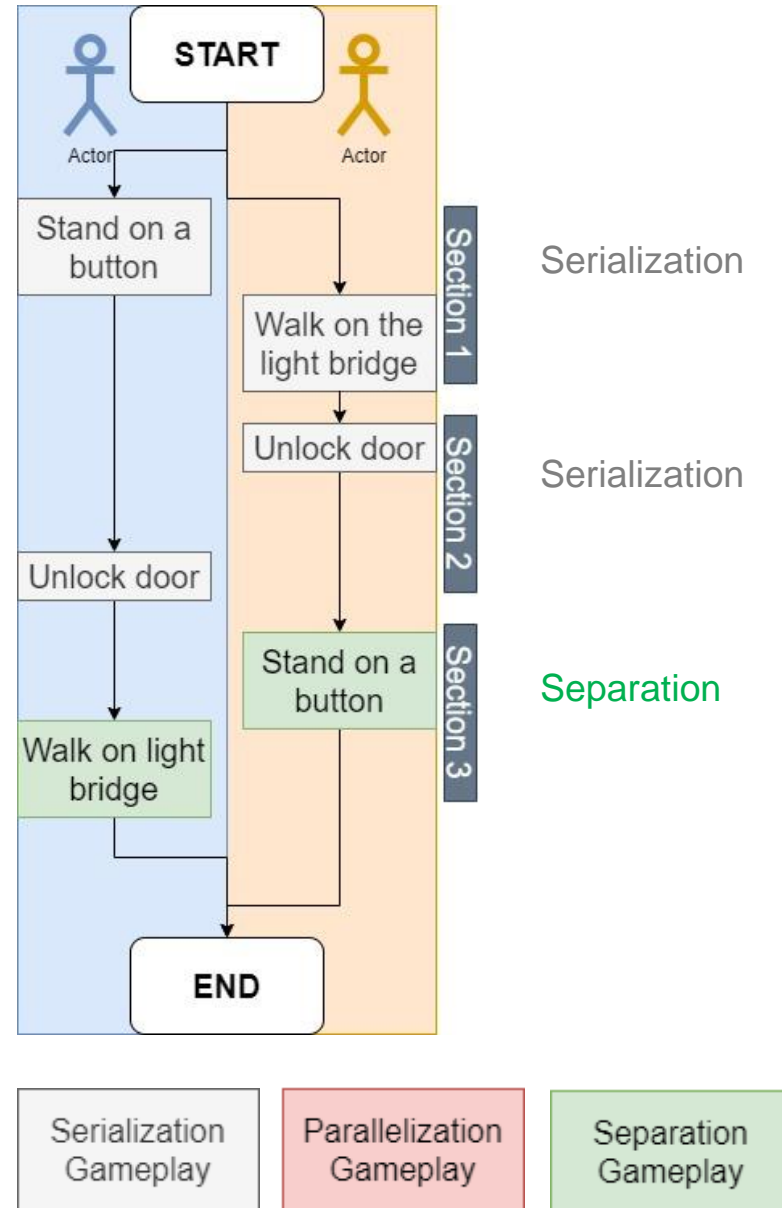 START
Actor
Actor
Stand on a
button
Section 1
Serialization
Walk on the
light bridge
Unlock door
Section 2
Serialization
Unlock door
Stand on a
button
Section 3
Separation
Walk on light
bridge
END
Serialization
Gameplay
Parallelization
Gameplay
Separation
Gameplay